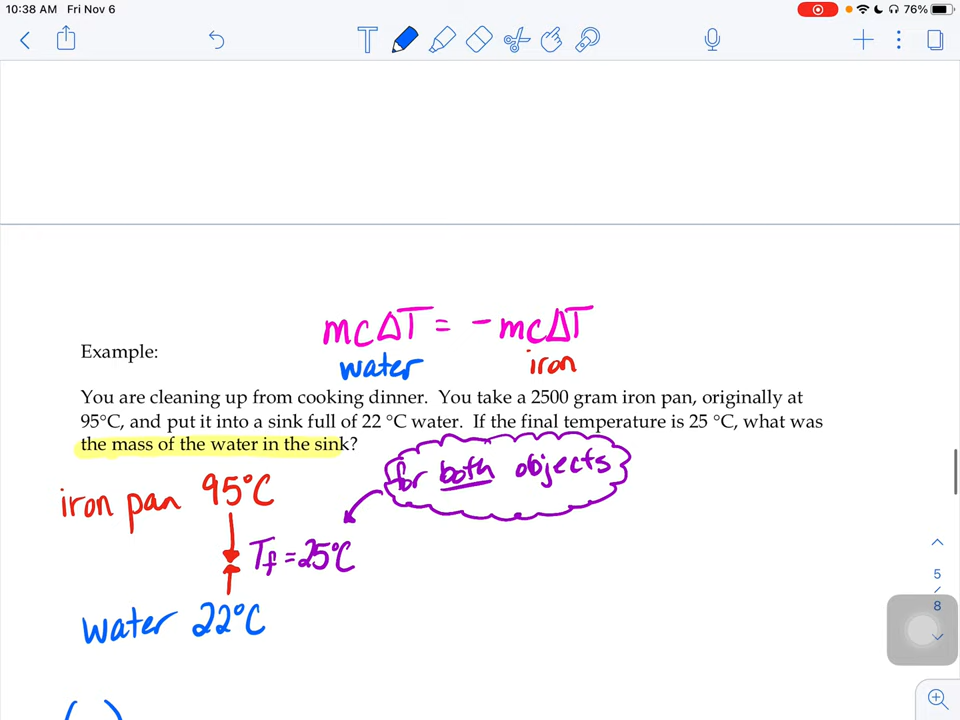 10:38 AM Fri Nov 6 76%
T
mc∆T = -mc∆T
water iron
Example:
You are cleaning up from cooking dinner. You take a 2500 gram iron pan, originally at
95°C, and put it into a sink full of 22 °C water. If the final temperature is 25 °C, what was
the mass of the water in the sink?
for both objects
iron pan 95°C
Tf = 25°C
water 22°C
( )
5
/
8